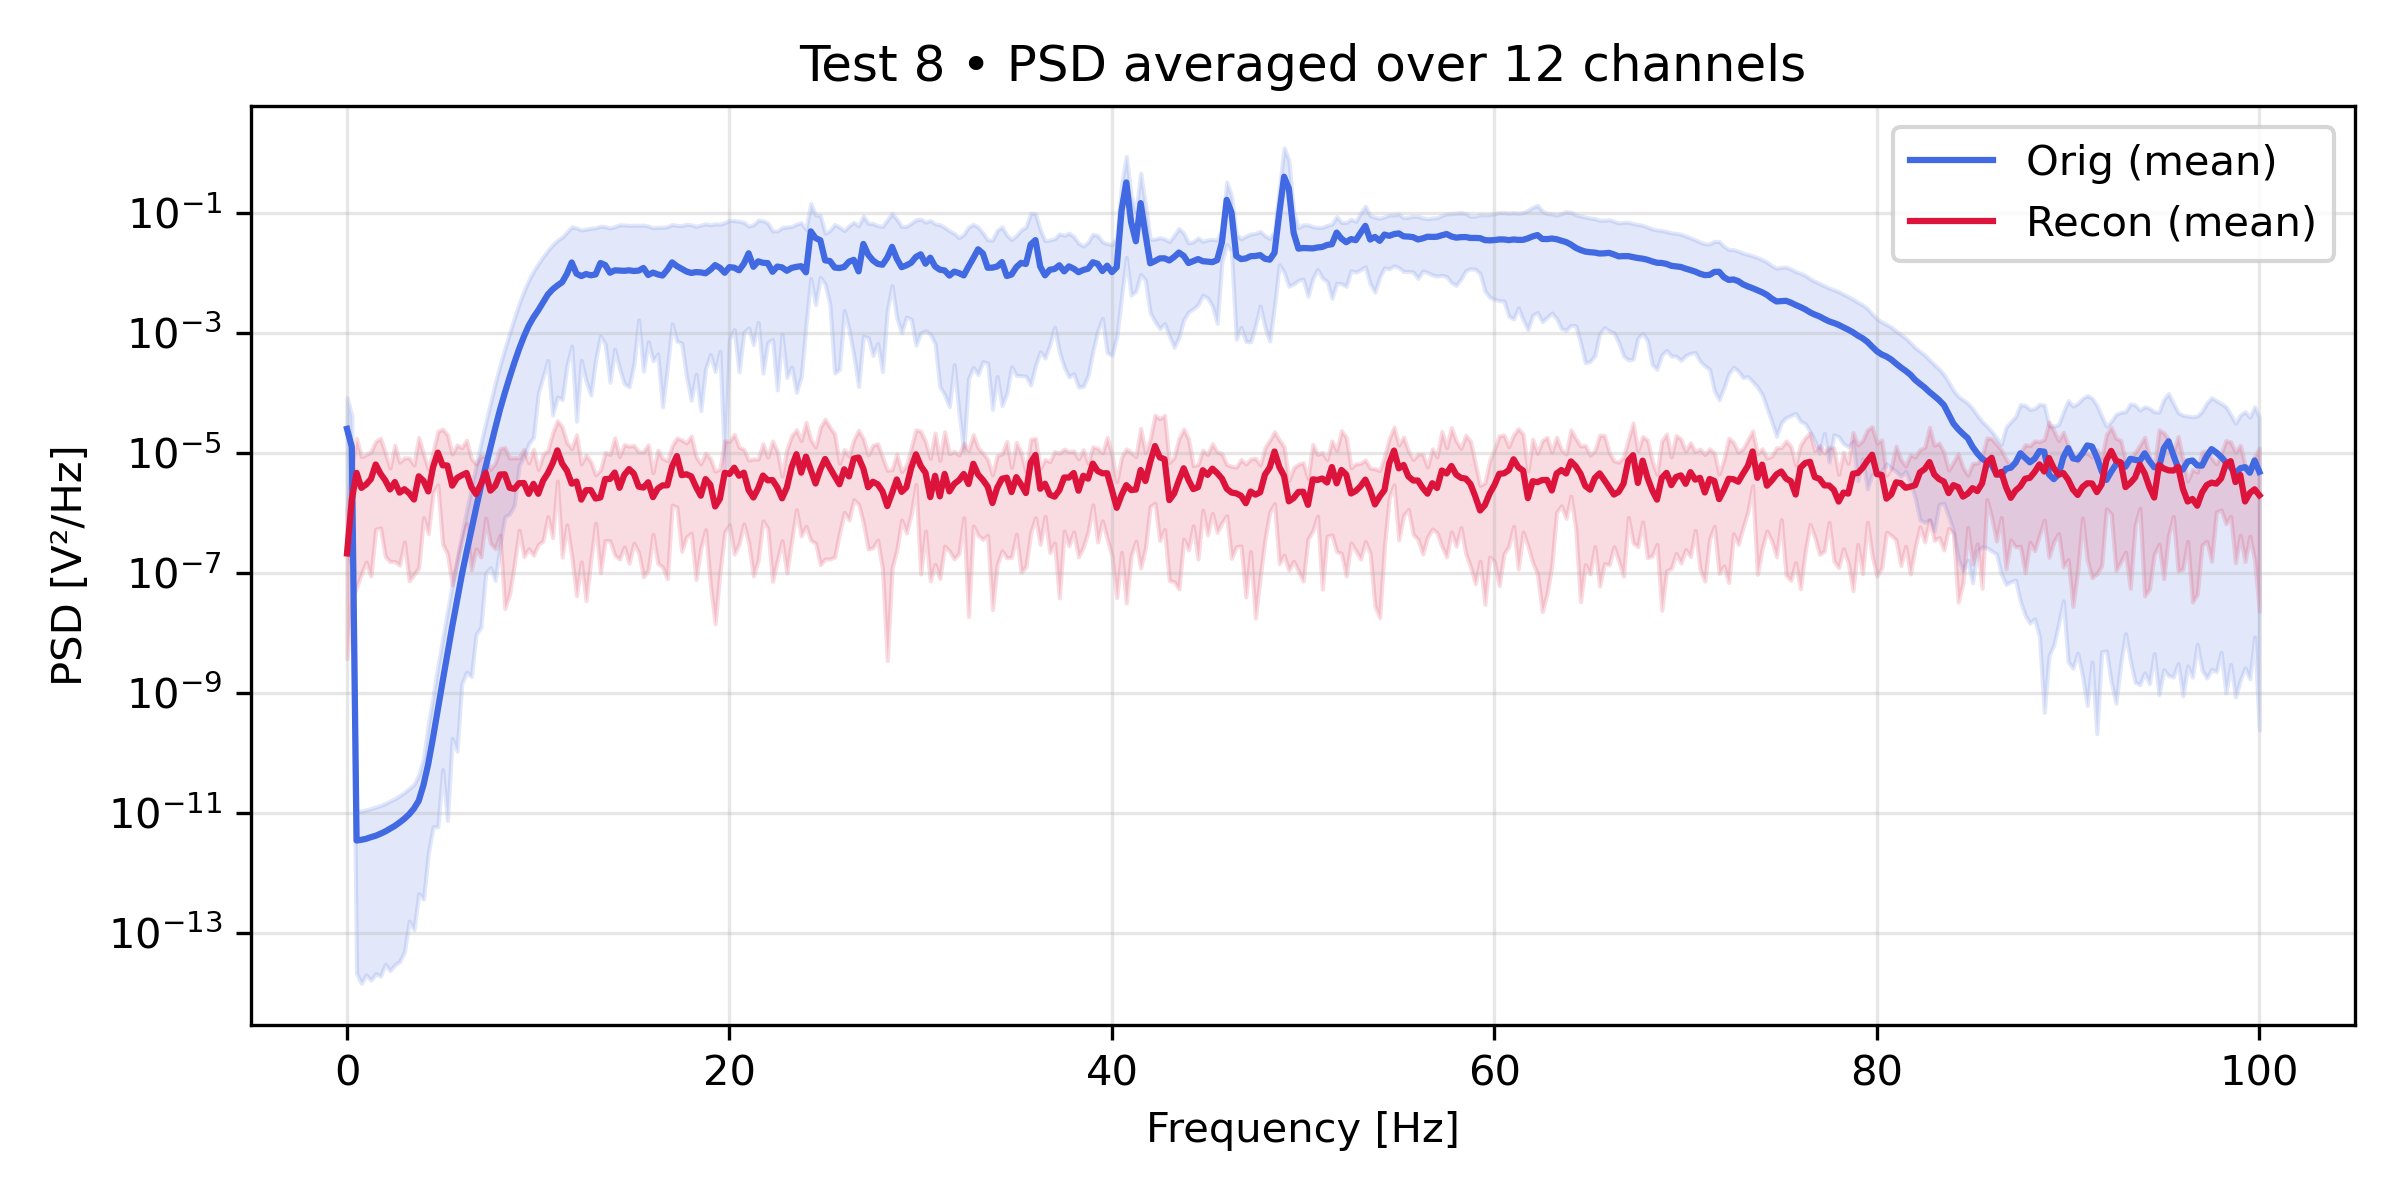 Test 8 • PSD averaged over 12 channels
Orig (mean)
Recon (mean)
PSD [V²/Hz]
10⁻¹
10⁻³
10⁻⁵
10⁻⁷
10⁻⁹
10⁻¹¹
10⁻¹³
0 20 40 60 80 100
Frequency [Hz]